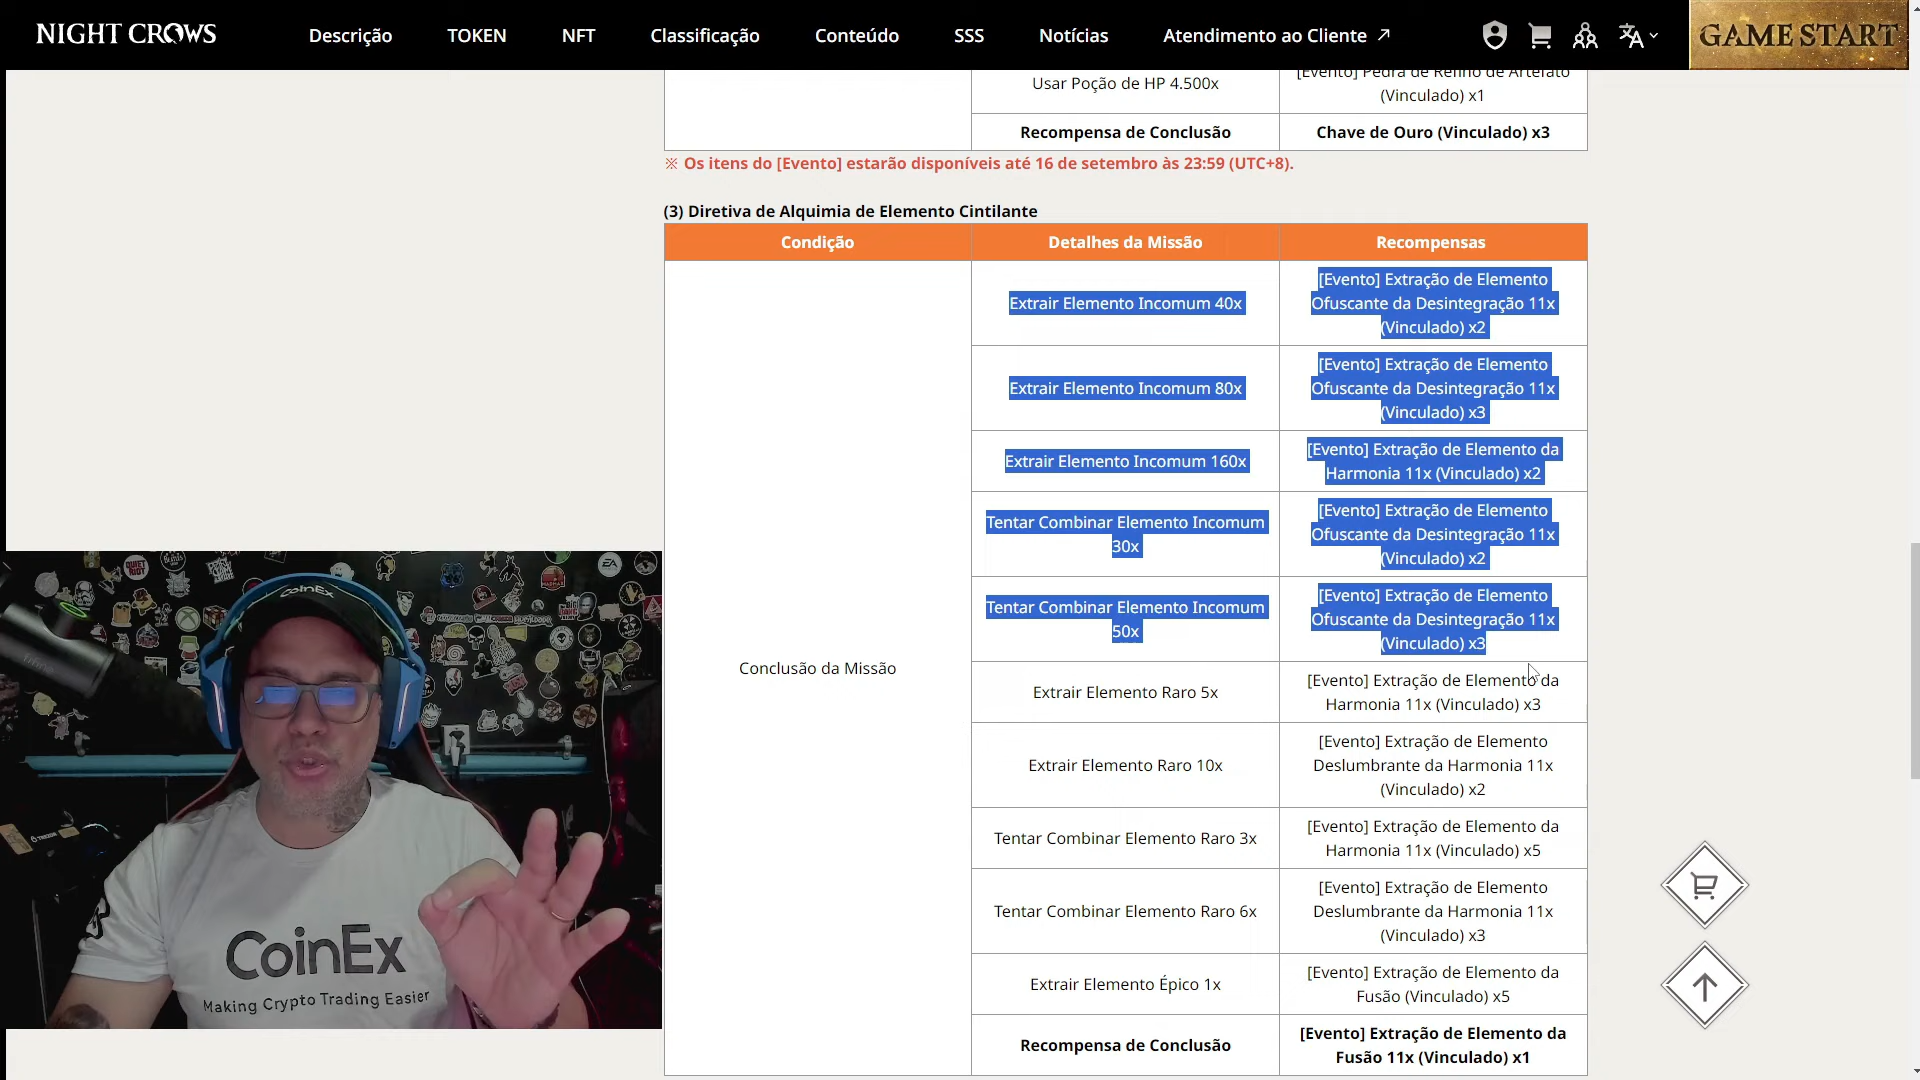 NIGHT CROWS
Descrição
TOKEN
NFT
Classificação
Conteúdo
SSS
Notícias
Atendimento ao Cliente
GAME START
Usar Poção de HP 4.500x
[Evento] Pedra de Refino de Artefato
(Vinculado) x1
Recompensa de Conclusão
Chave de Ouro (Vinculado) x3
※ Os itens do [Evento] estarão disponíveis até 16 de setembro às 23:59 (UTC+8).
(3) Diretiva de Alquimia de Elemento Cintilante
Condição
Detalhes da Missão
Recompensas
Conclusão da Missão
Extrair Elemento Incomum 40x
[Evento] Extração de Elemento
Ofuscante da Desintegração 11x
(Vinculado) x2
Extrair Elemento Incomum 80x
[Evento] Extração de Elemento
Ofuscante da Desintegração 11x
(Vinculado) x3
Extrair Elemento Incomum 160x
[Evento] Extração de Elemento da
Harmonia 11x (Vinculado) x2
Tentar Combinar Elemento Incomum
30x
[Evento] Extração de Elemento
Ofuscante da Desintegração 11x
(Vinculado) x2
Tentar Combinar Elemento Incomum
50x
[Evento] Extração de Elemento
Ofuscante da Desintegração 11x
(Vinculado) x3
Extrair Elemento Raro 5x
[Evento] Extração de Elemento da
Harmonia 11x (Vinculado) x3
Extrair Elemento Raro 10x
[Evento] Extração de Elemento
Deslumbrante da Harmonia 11x
(Vinculado) x2
Tentar Combinar Elemento Raro 3x
[Evento] Extração de Elemento da
Harmonia 11x (Vinculado) x5
Tentar Combinar Elemento Raro 6x
[Evento] Extração de Elemento
Deslumbrante da Harmonia 11x
(Vinculado) x3
Extrair Elemento Épico 1x
[Evento] Extração de Elemento da
Fusão (Vinculado) x5
Recompensa de Conclusão
[Evento] Extração de Elemento da
Fusão 11x (Vinculado) x1
QUIET
RIOT
EA
CoinEx
CoinEx
Making Crypto Trading Easier